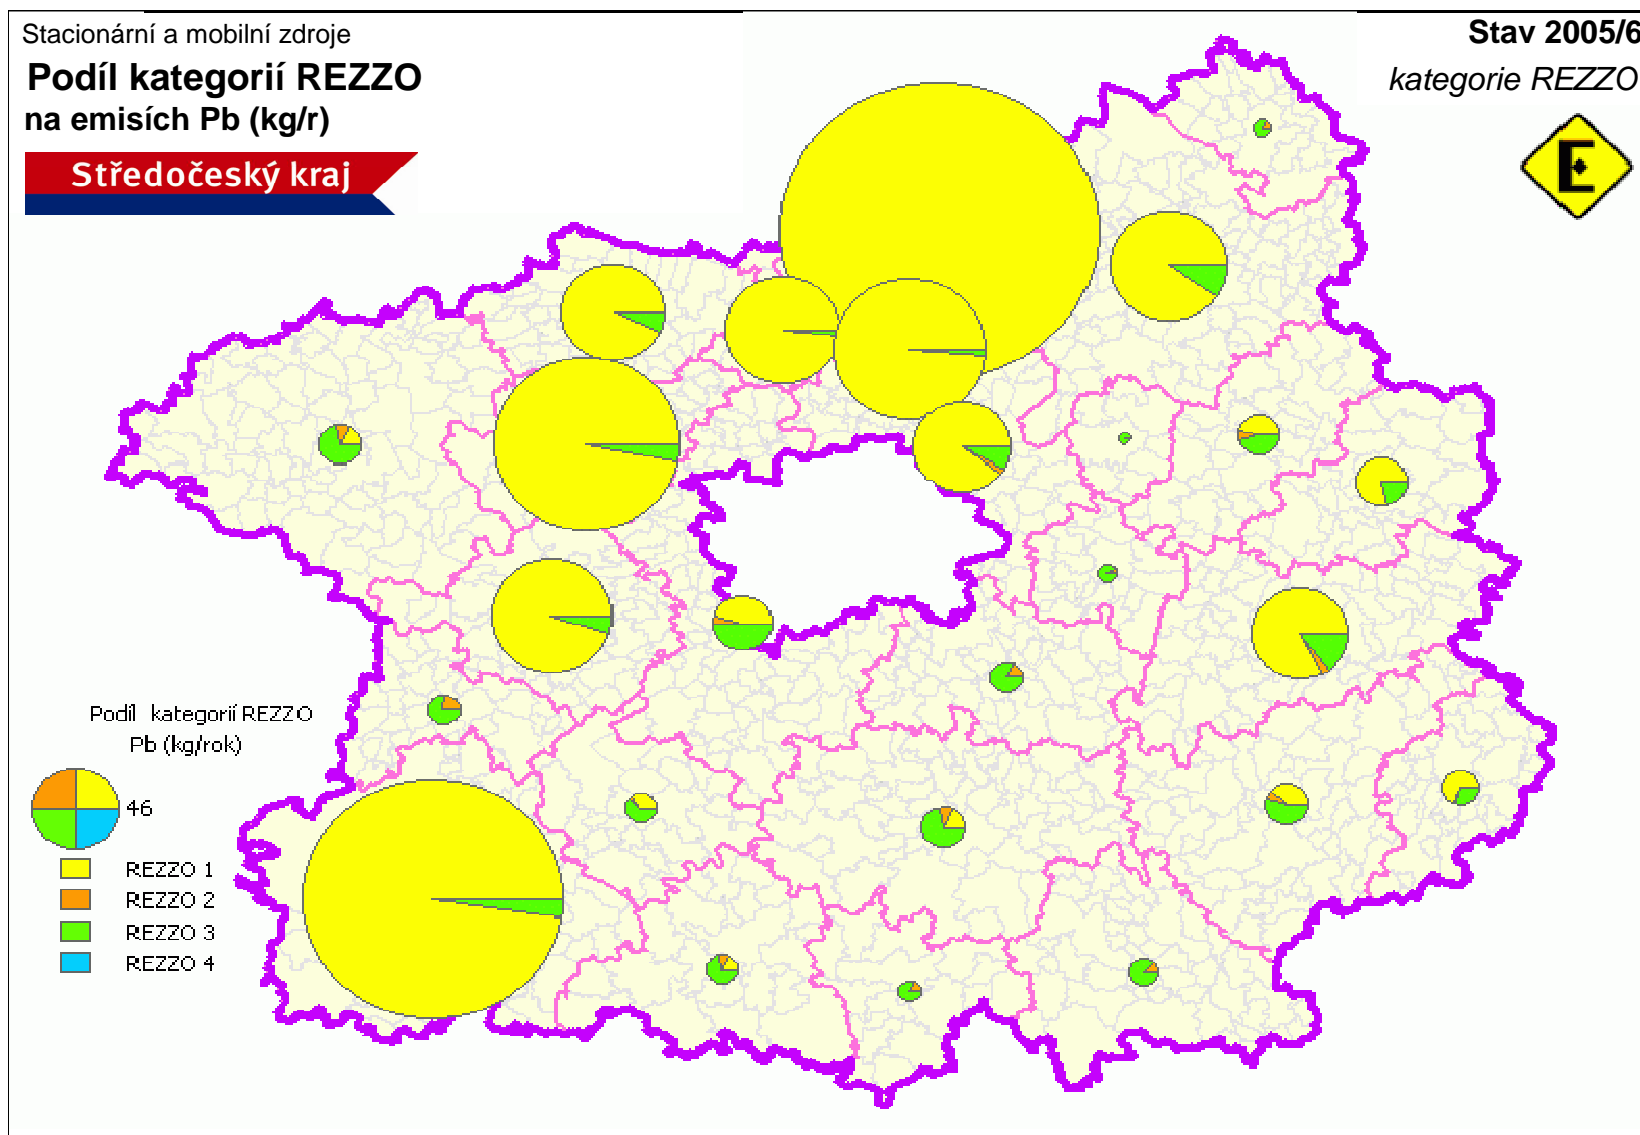 Stacionární a mobilní zdroje
Podíl kategorií REZZO
na emisích Pb (kg/r)
Středočeský kraj
Stav 2005/6
kategorie REZZO
E
Podíl kategorií REZZO
Pb (kg/rok)
46
REZZO 1
REZZO 2
REZZO 3
REZZO 4